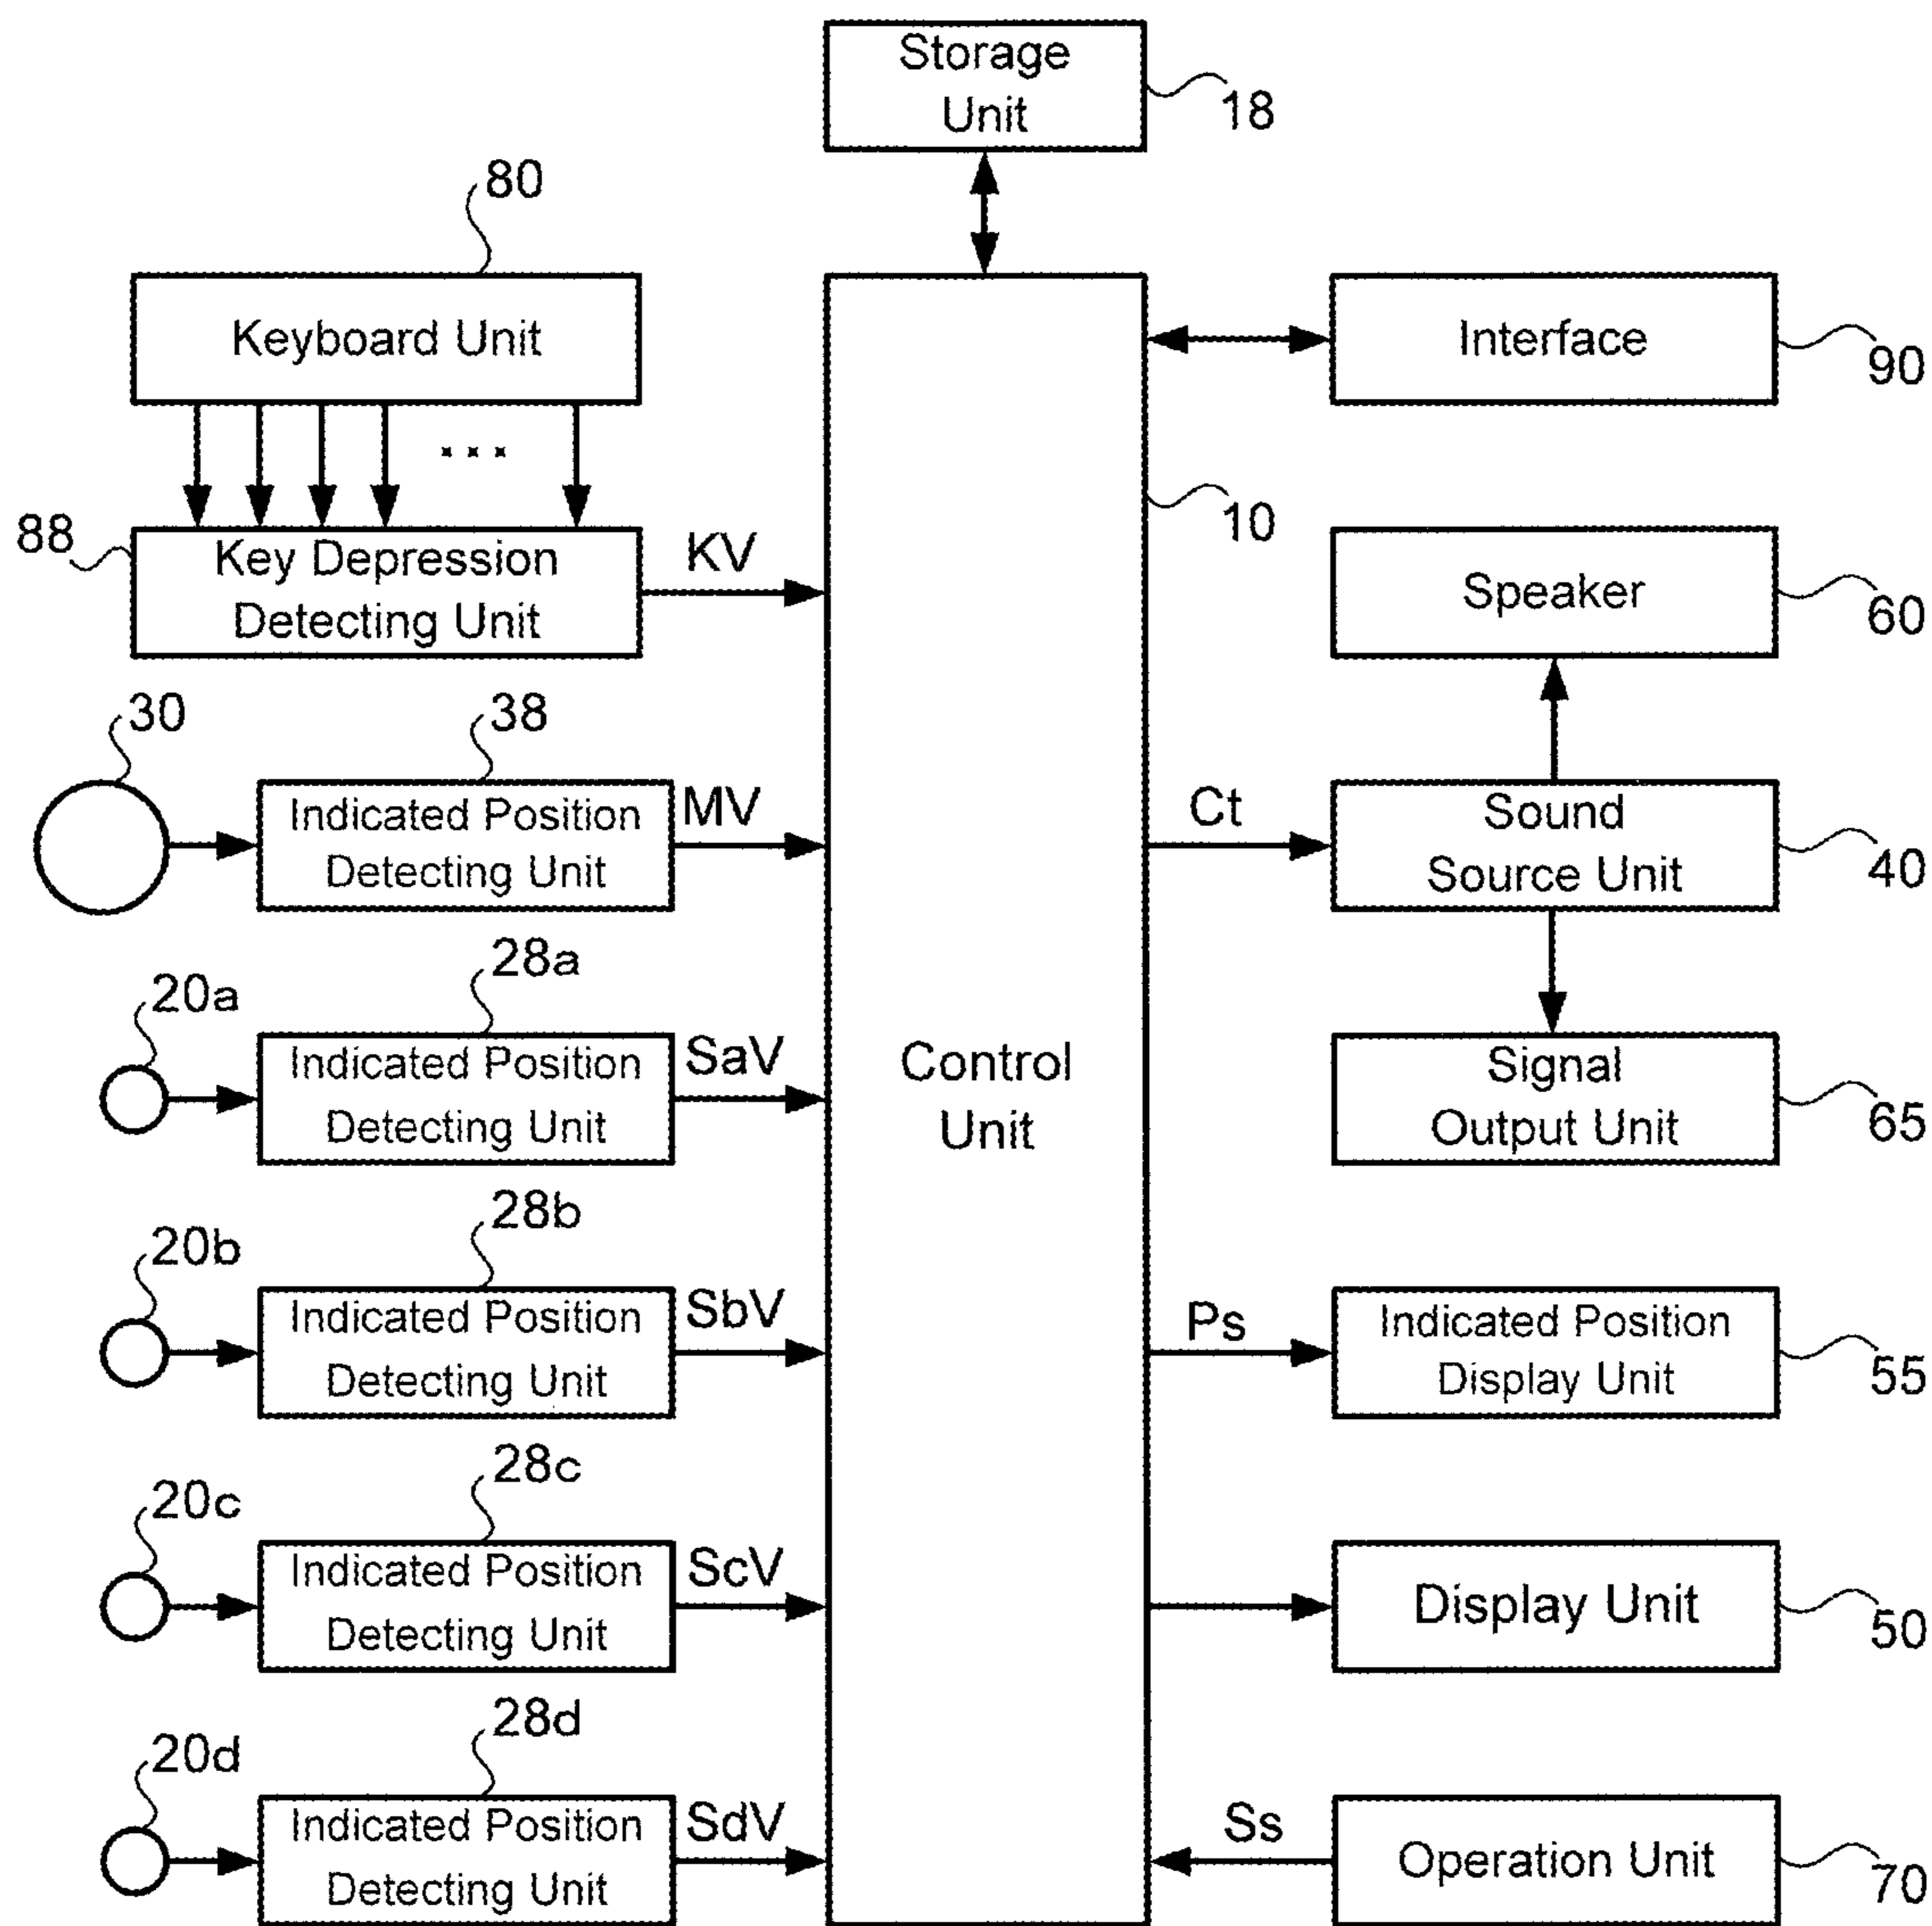 Storage
Unit
18
80
Keyboard Unit
Interface
90
...
10
88
Key Depression
Detecting Unit
KV
Speaker
60
30
38
Indicated Position
Detecting Unit
MV
Ct
Sound
Source Unit
40
20a
28a
Indicated Position
Detecting Unit
SaV
Control
Unit
Signal
Output Unit
65
20b
28b
Indicated Position
Detecting Unit
SbV
Ps
Indicated Position
Display Unit
55
20c
28c
Indicated Position
Detecting Unit
ScV
Display Unit
50
20d
28d
Indicated Position
Detecting Unit
SdV
Ss
Operation Unit
70